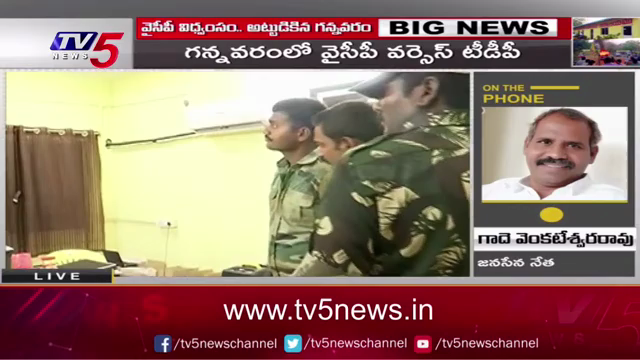 TV5
NEWS
వైసీపీ విధ్వంసం.. అట్టుడికిన గన్నవరం
BIG NEWS
గన్నవరంలో వైసీపీ వర్సెస్ టీడీపీ
ON THE
PHONE
గాదె వెంకటేశ్వరరావు
జనసేన నేత
LIVE
www.tv5news.in
/tv5newschannel
/tv5newschannel
/tv5newschannel